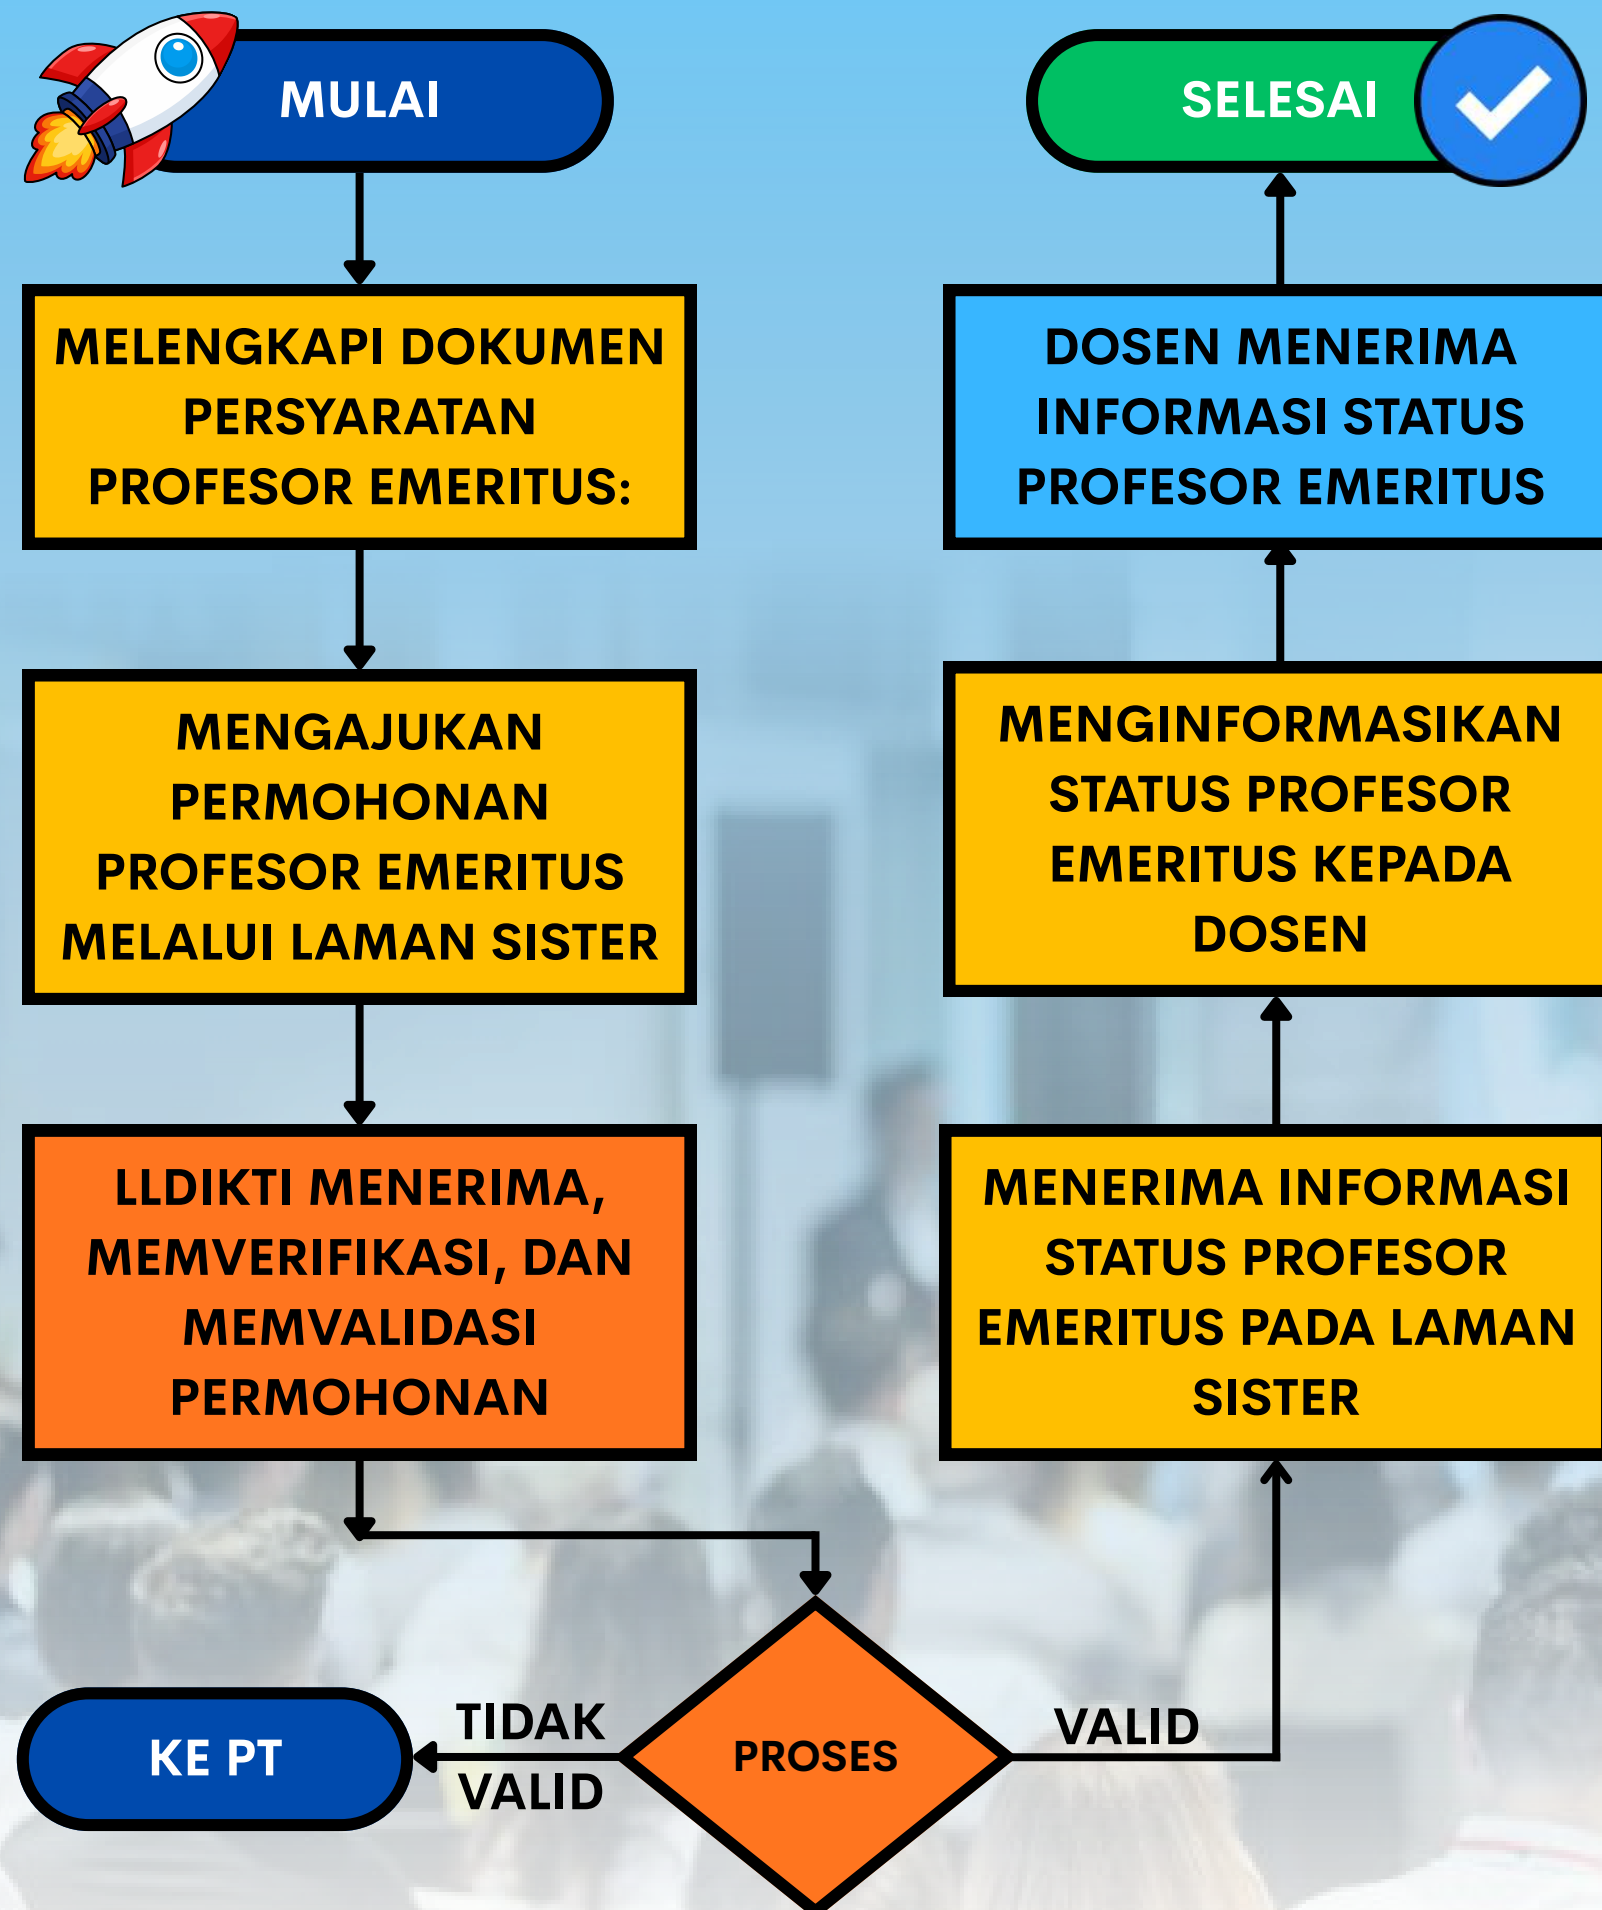 MULAI
MELENGKAPI DOKUMEN
PERSYARATAN
PROFESOR EMERITUS:
MENGAJUKAN
PERMOHONAN
PROFESOR EMERITUS
MELALUI LAMAN SISTER
LLDIKTI MENERIMA,
MEMVERIFIKASI, DAN
MEMVALIDASI
PERMOHONAN
PROSES
TIDAK
VALID
KE PT
VALID
MENERIMA INFORMASI
STATUS PROFESOR
EMERITUS PADA LAMAN
SISTER
MENGINFORMASIKAN
STATUS PROFESOR
EMERITUS KEPADA
DOSEN
DOSEN MENERIMA
INFORMASI STATUS
PROFESOR EMERITUS
SELESAI